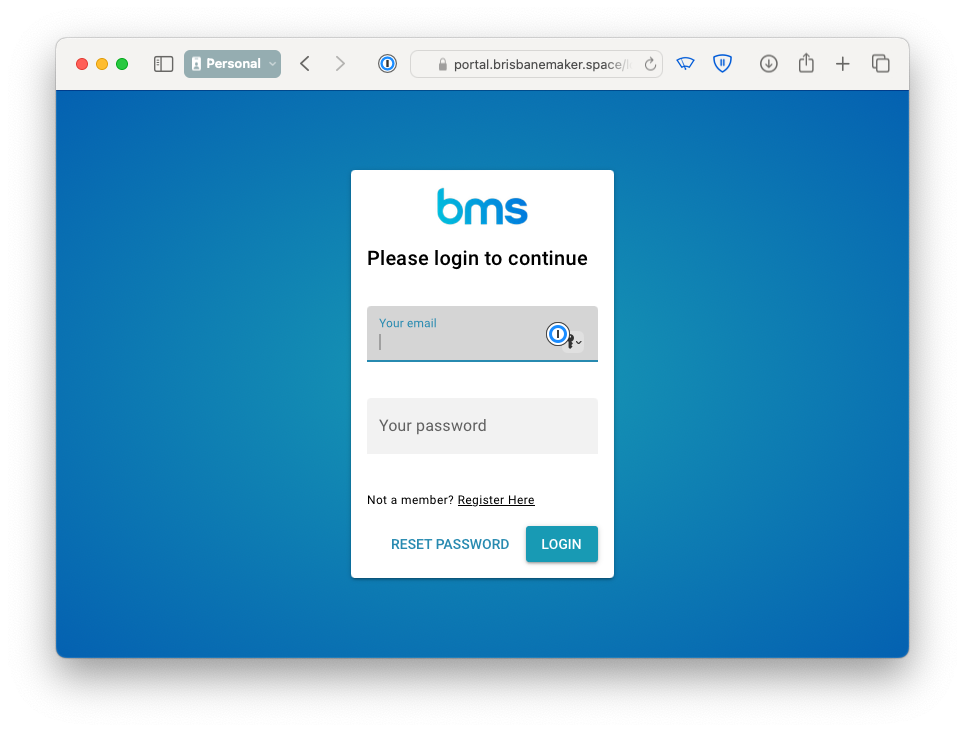 Personal
portal.brisbanemaker.space/l
bms
Please login to continue
Your email
Your password
Not a member? Register Here
RESET PASSWORD
LOGIN